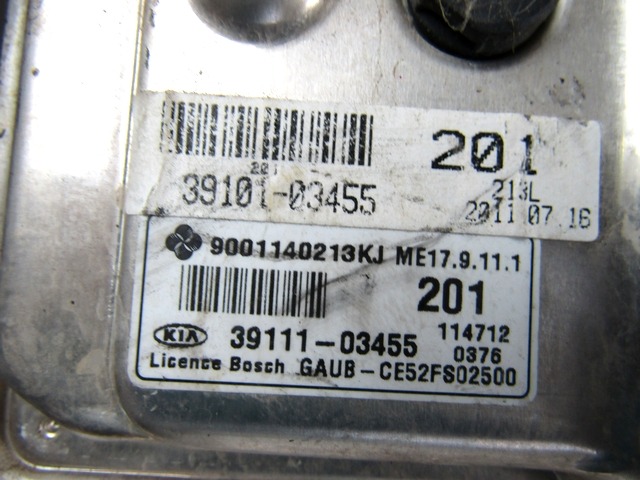 201
201
39101-03455
213L
2011.07.16
9001140213KJ ME17.9.11.1
201
KIA 39111-03455 114712
0376
Licence Bosch GAUB-CE52FS02500